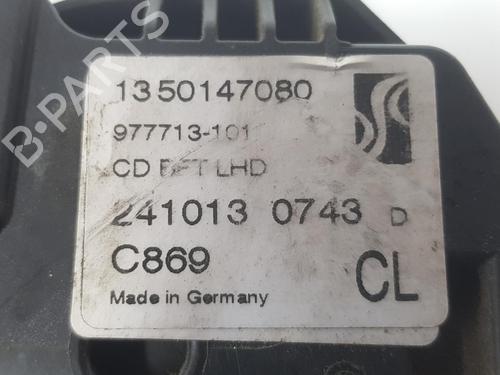 1350147080
977713-101
CD BFT LHD
241013 0743 D
C869
CL
Made in Germany
B-PARTS